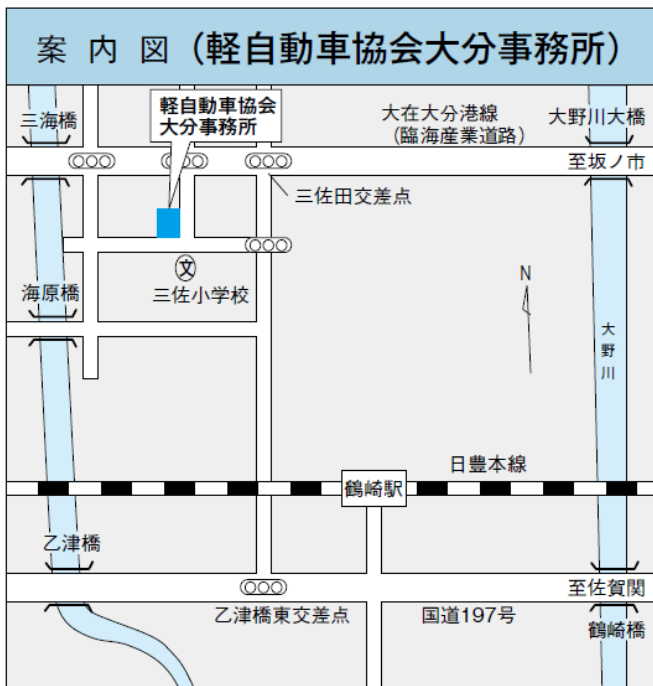 案内図（軽自動車協会大分事務所）
軽自動車協会
大分事務所
三海橋
大在大分港線
（臨海産業道路）
大野川大橋
至坂ノ市
三佐田交差点
文
三佐小学校
海原橋
N
大野川
日豊本線
鶴崎駅
乙津橋
至佐賀関
乙津橋東交差点
国道197号
鶴崎橋